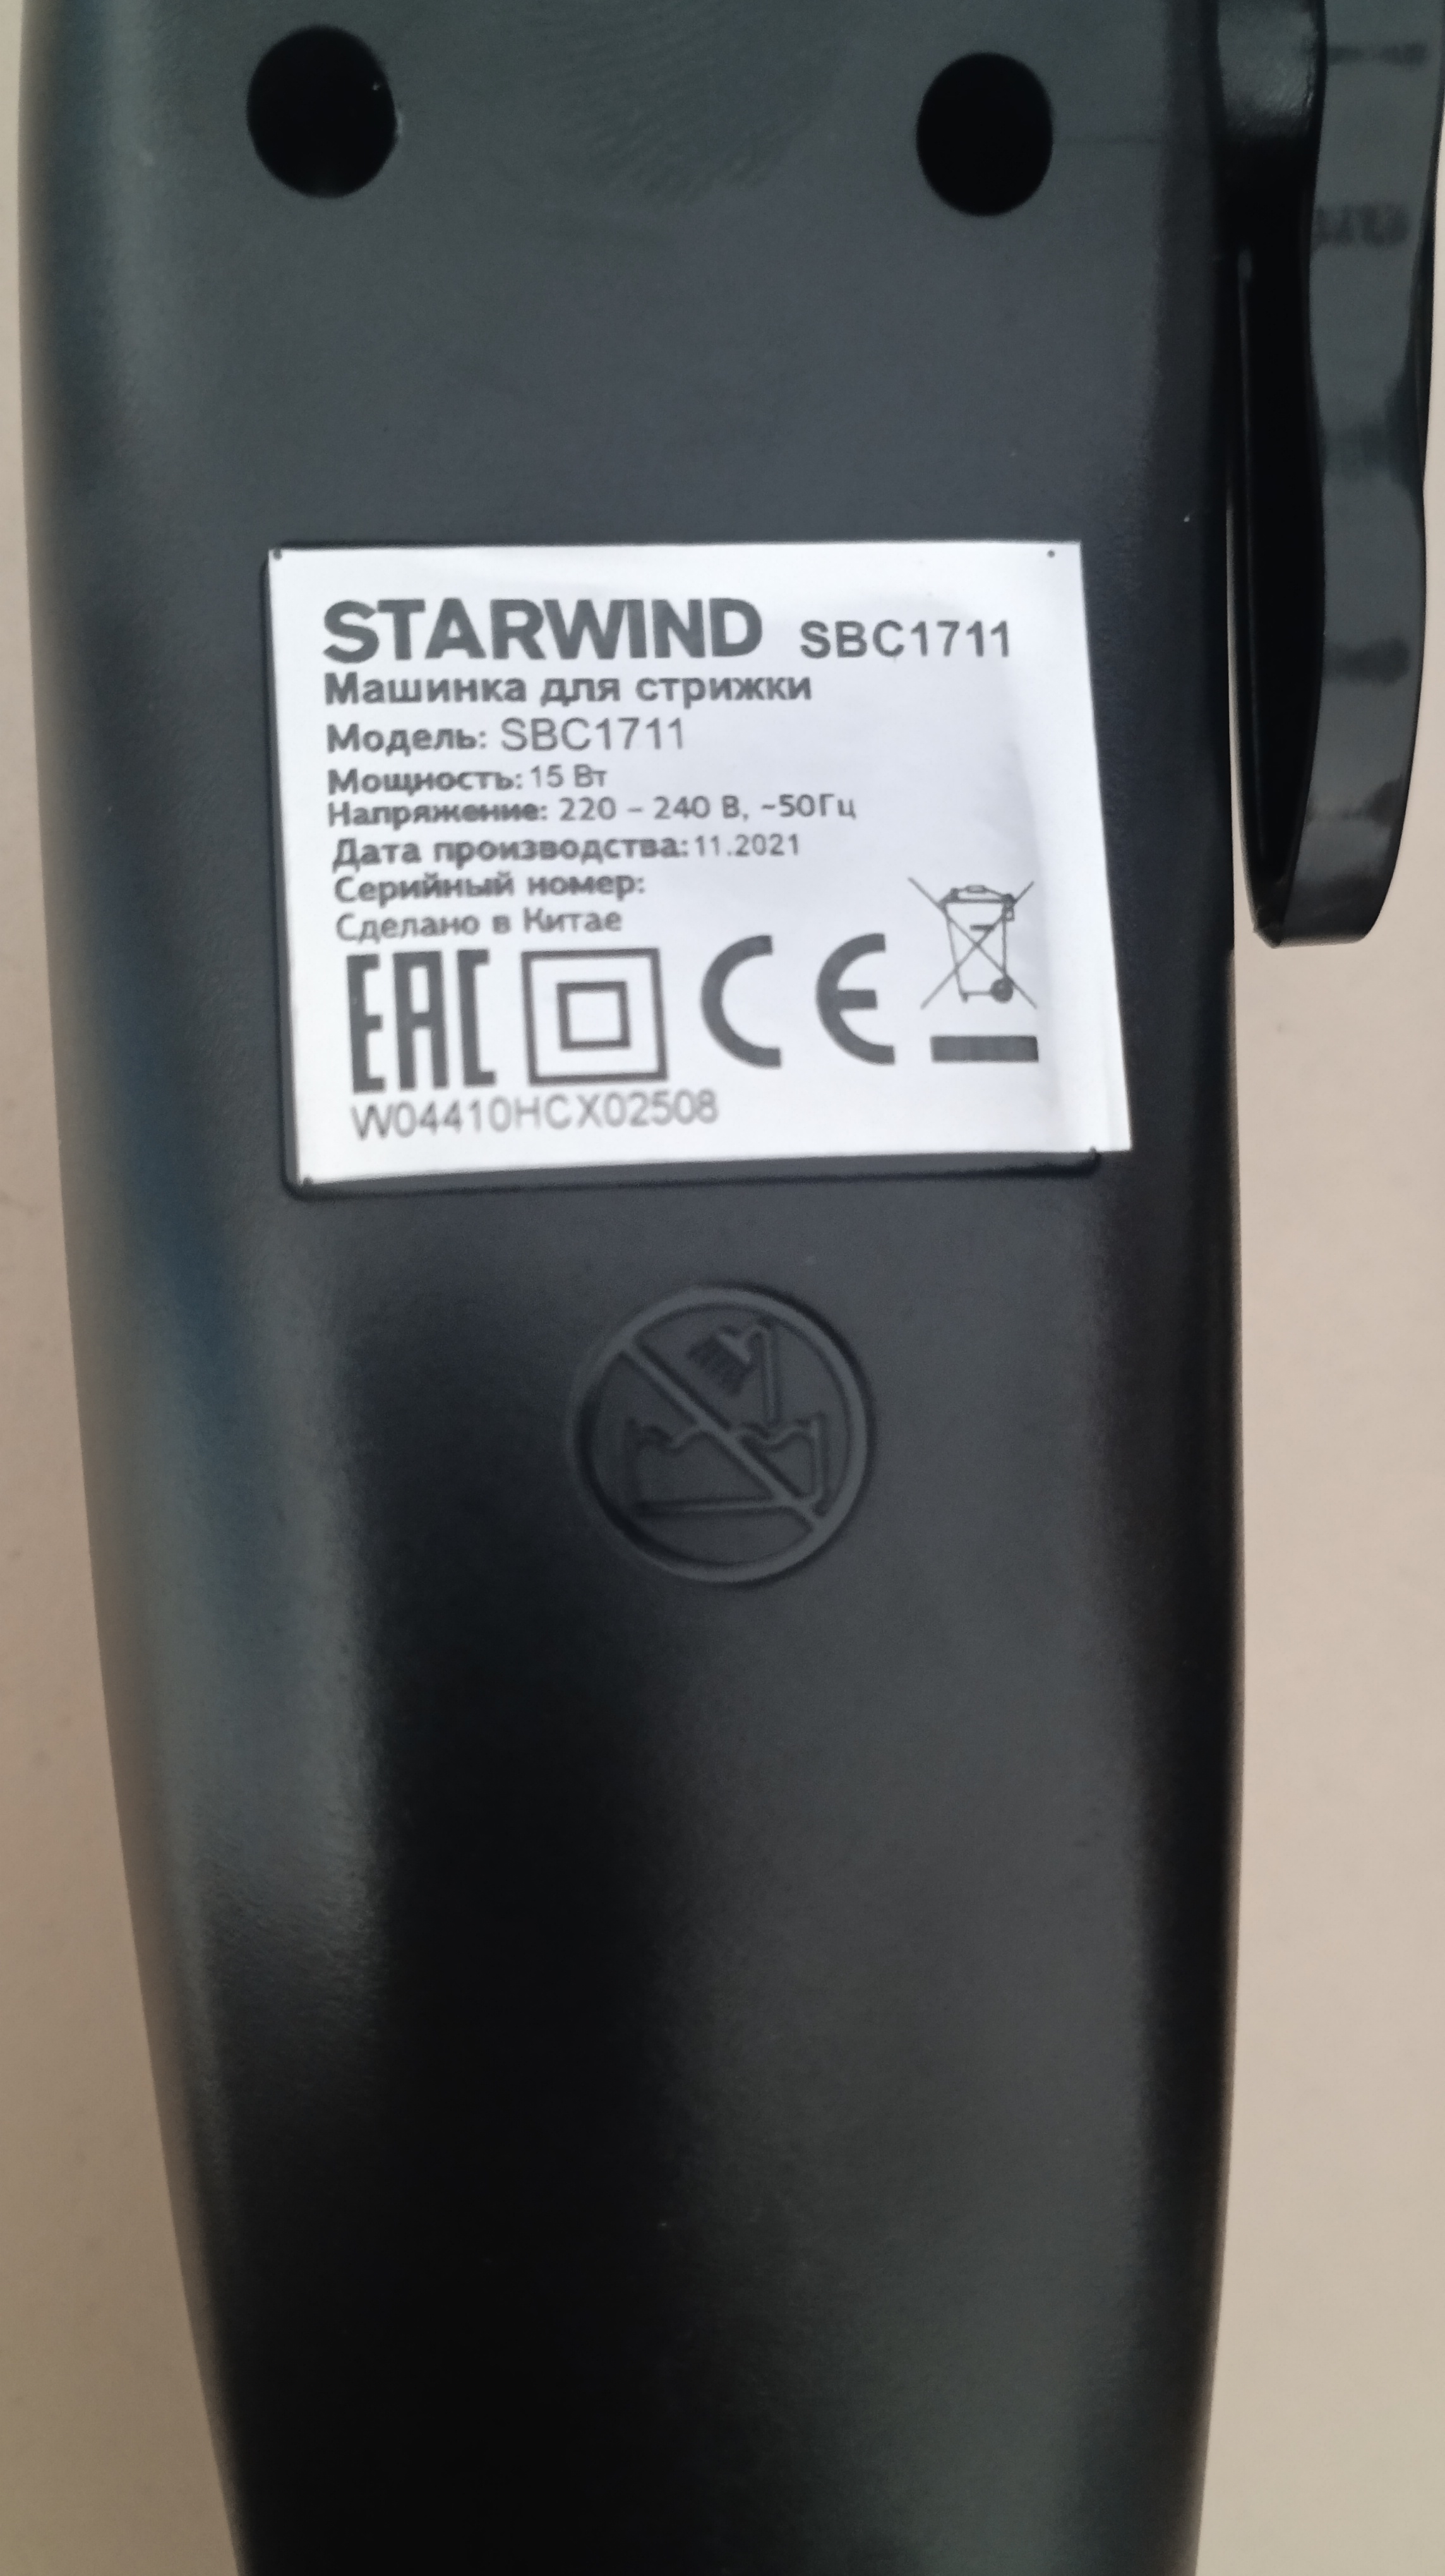 STARWIND SBC1711
Машинка для стрижки
Модель: SBC1711
Мощность: 15 Вт
Напряжение: 220 – 240 В, ~50Гц
Дата производства: 11.2021
Серийный номер:
Сделано в Китае
EAC CE
W04410HCX02508